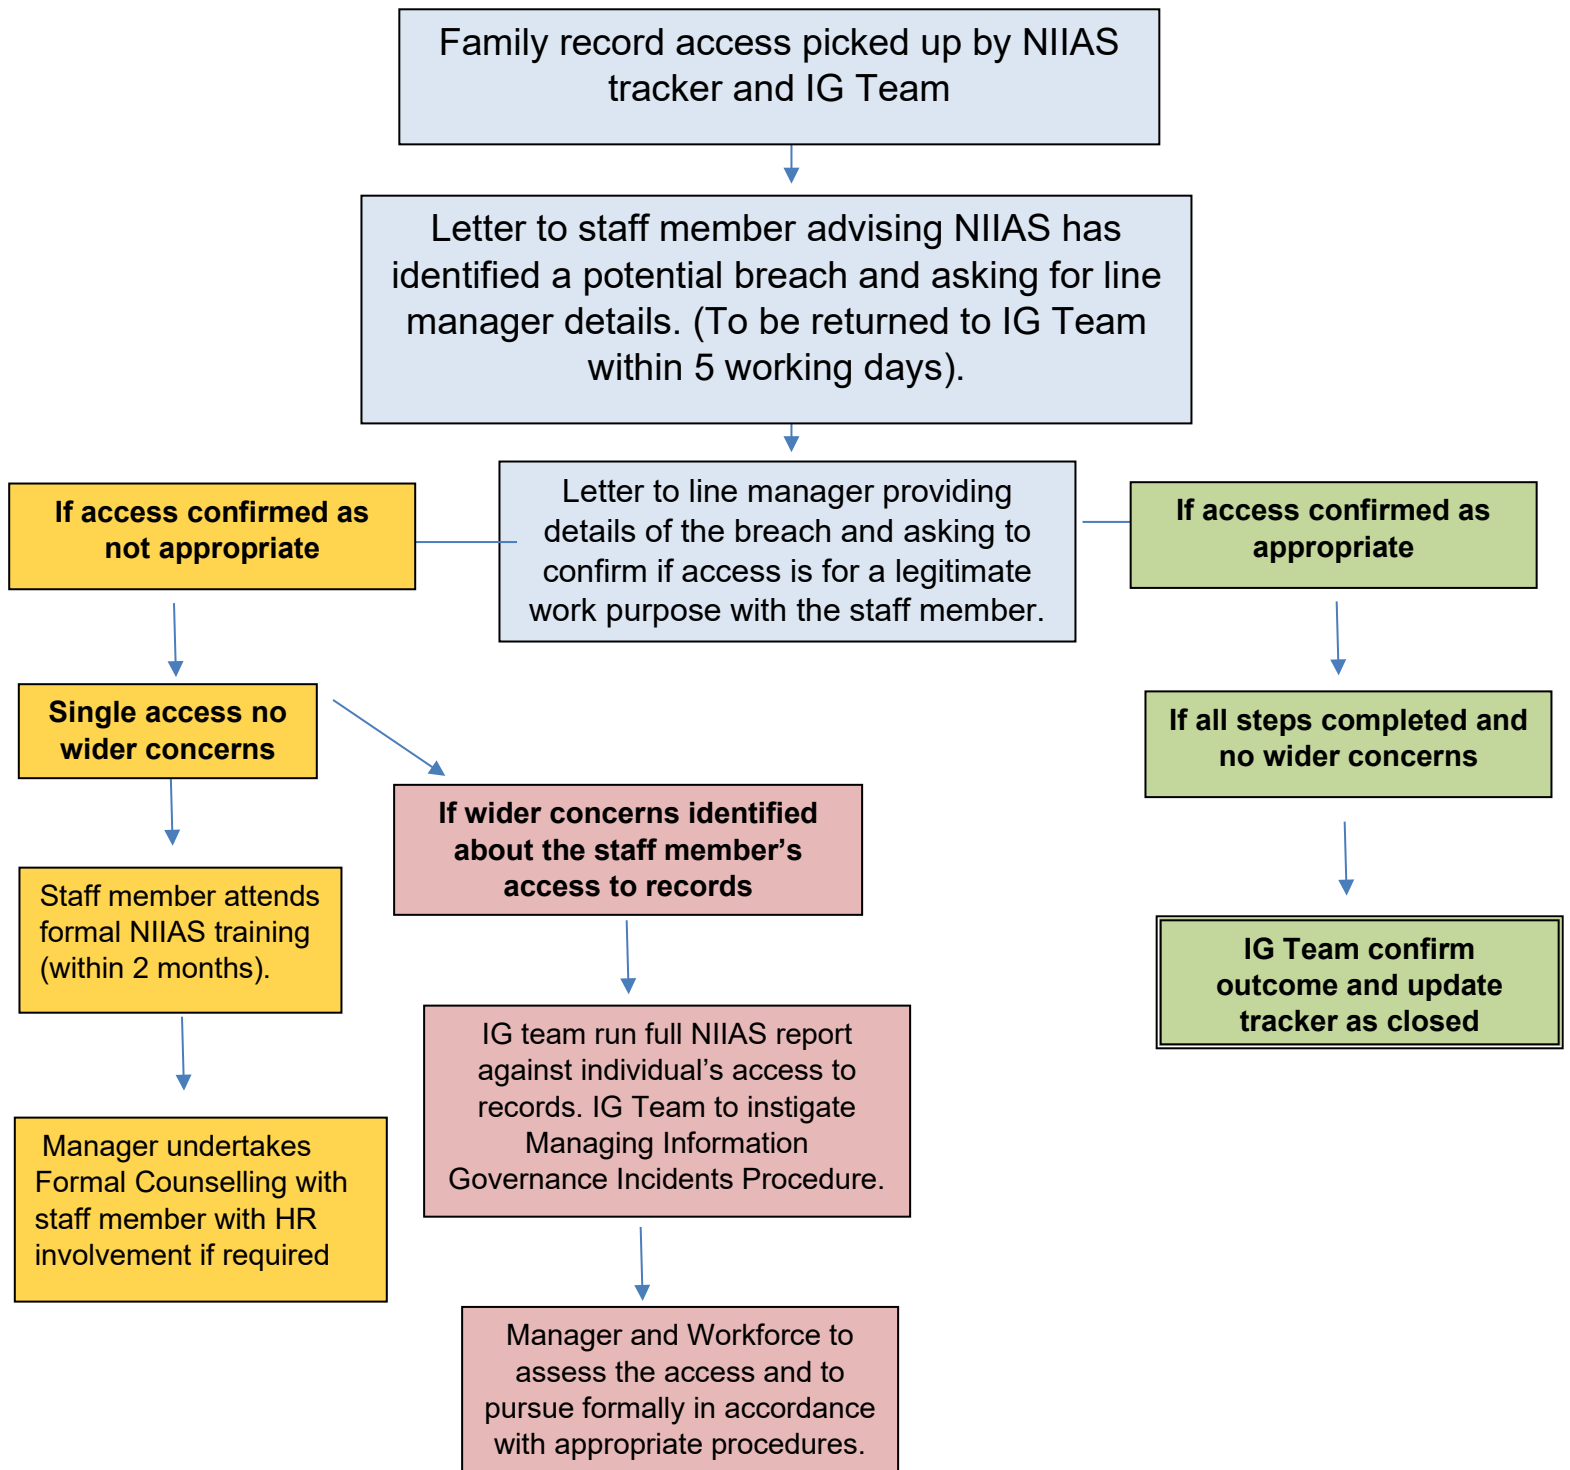 Family record access picked up by NIIAS
tracker and IG Team
Letter to staff member advising NIIAS has
identified a potential breach and asking for line
manager details. (To be returned to IG Team
within 5 working days).
Letter to line manager providing
details of the breach and asking to
confirm if access is for a legitimate
work purpose with the staff member.
If access confirmed as
not appropriate
If access confirmed as
appropriate
Single access no
wider concerns
If all steps completed and
no wider concerns
If wider concerns identified
about the staff member’s
access to records
Staff member attends
formal NIIAS training
(within 2 months).
IG Team confirm
outcome and update
tracker as closed
IG team run full NIIAS report
against individual’s access to
records. IG Team to instigate
Managing Information
Governance Incidents Procedure.
Manager undertakes
Formal Counselling with
staff member with HR
involvement if required
Manager and Workforce to
assess the access and to
pursue formally in accordance
with appropriate procedures.